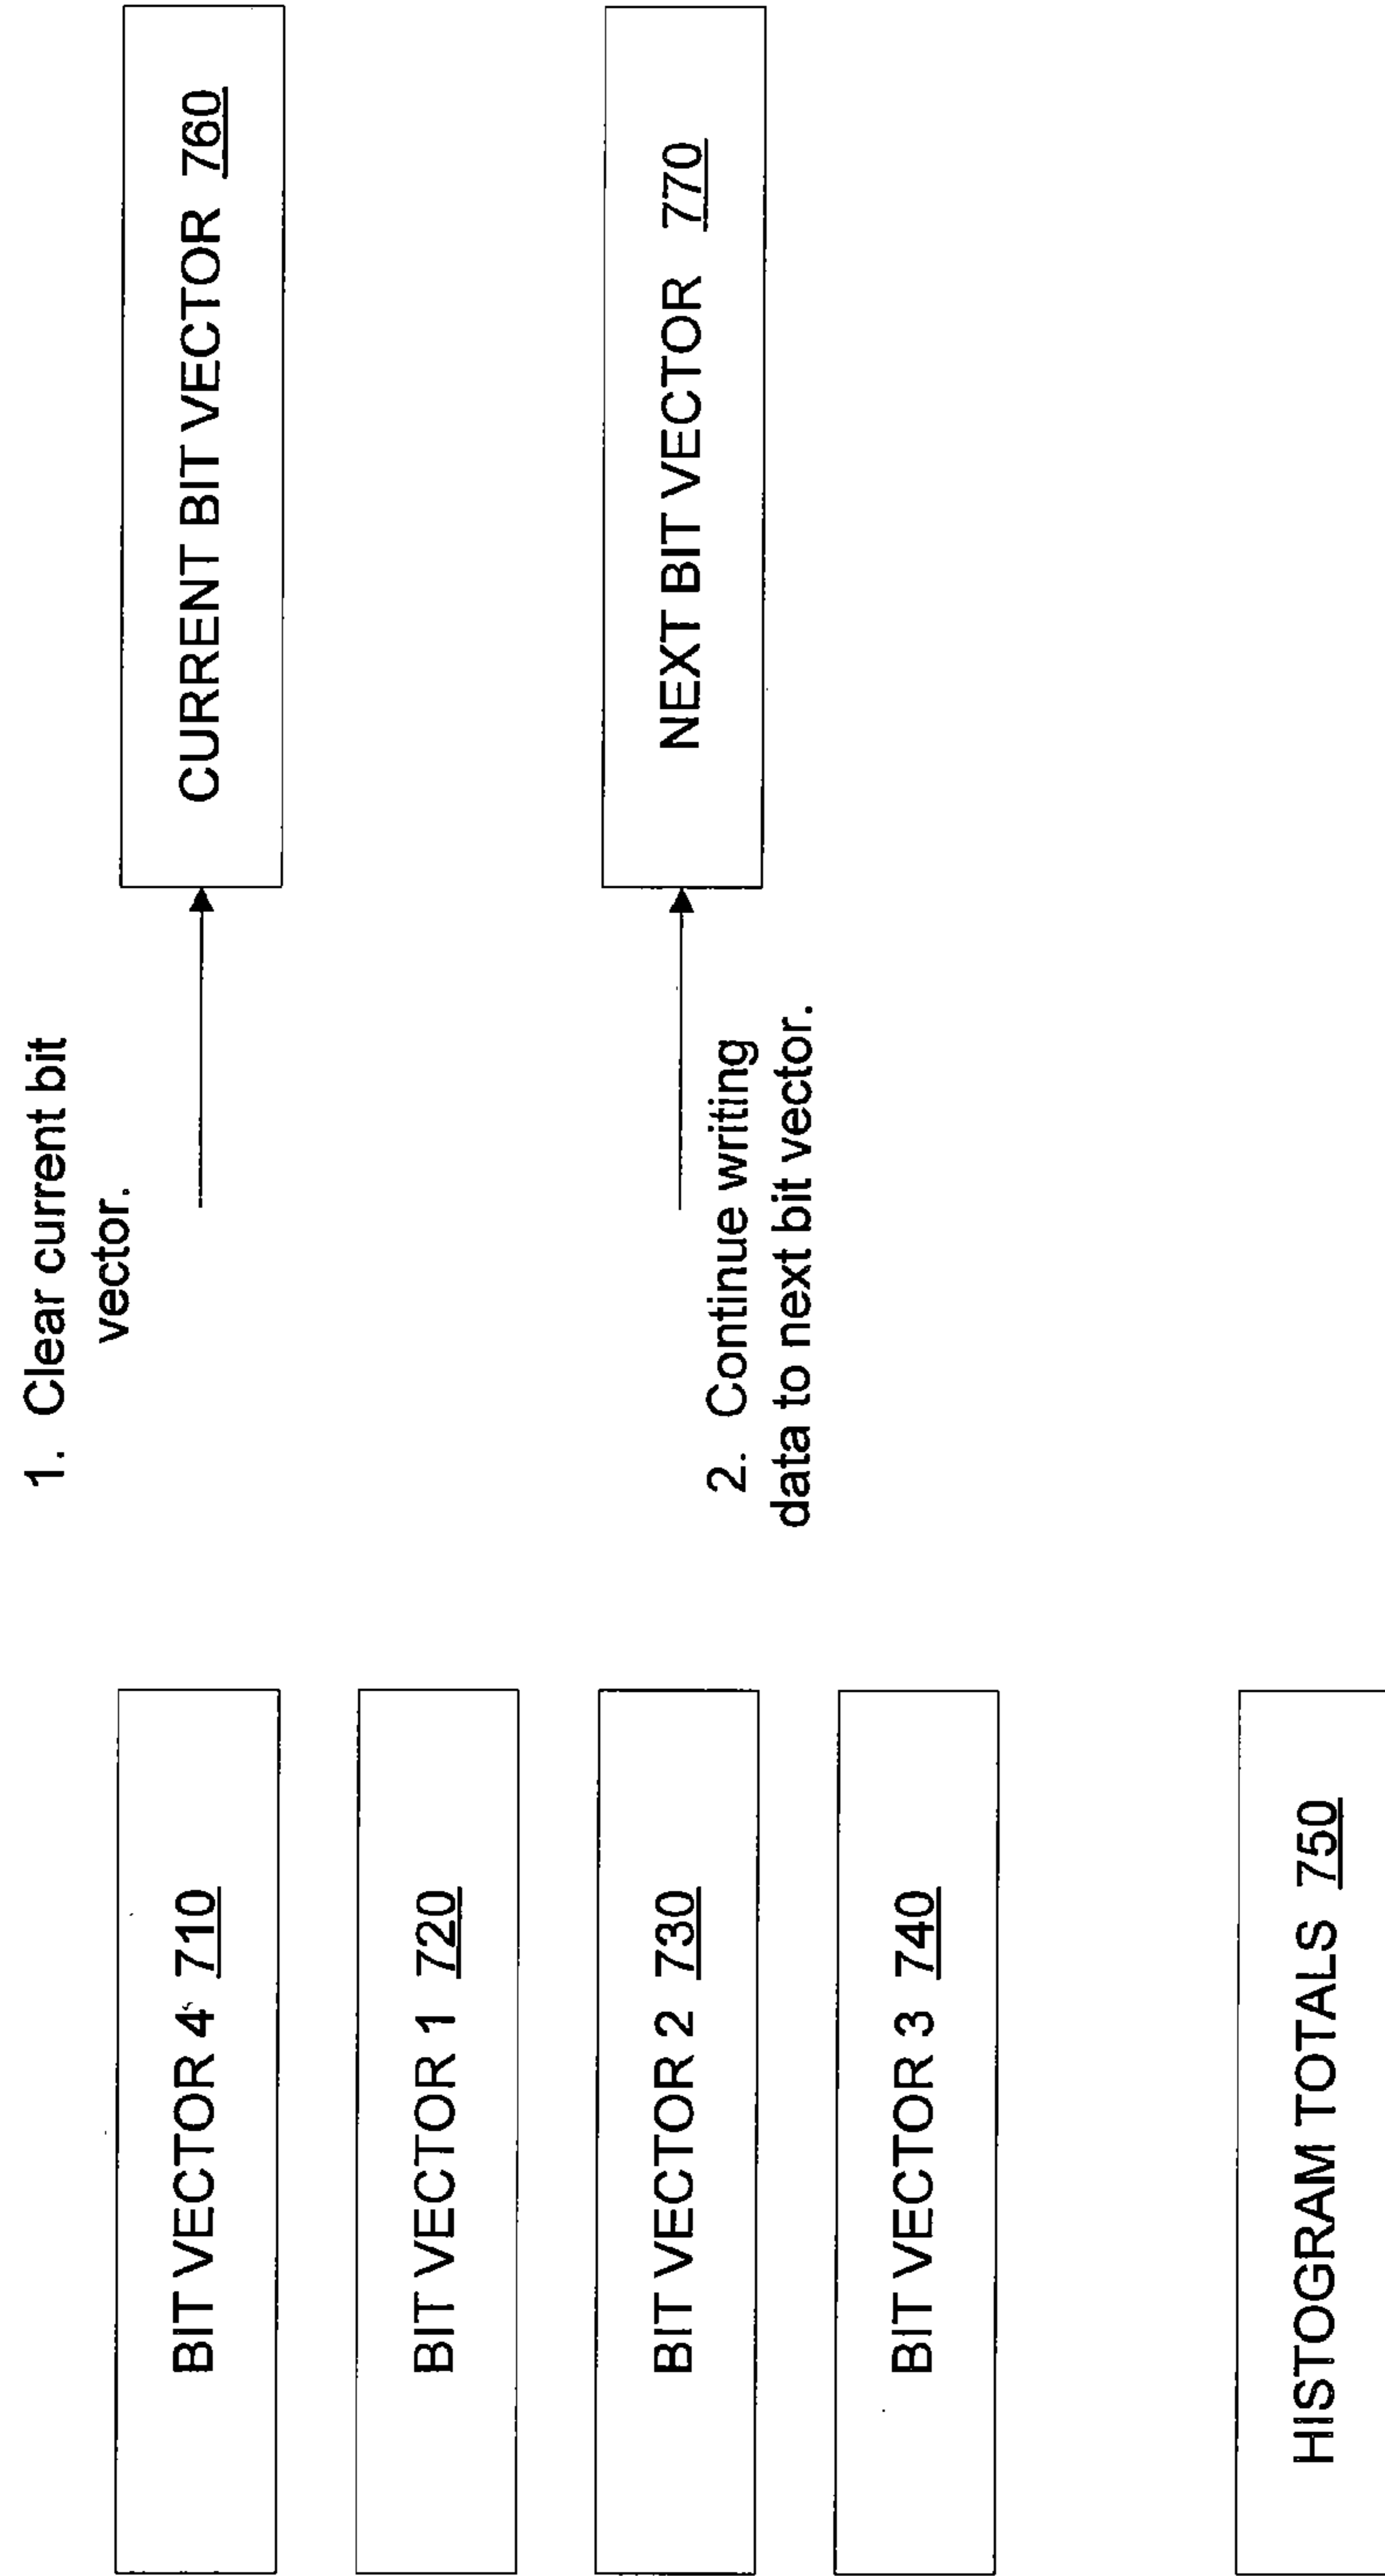 BIT VECTOR 4 710
BIT VECTOR 1 720
BIT VECTOR 2 730
BIT VECTOR 3 740
HISTOGRAM TOTALS 750
1. Clear current bit
vector.
CURRENT BIT VECTOR 760
2. Continue writing
data to next bit vector.
NEXT BIT VECTOR 770